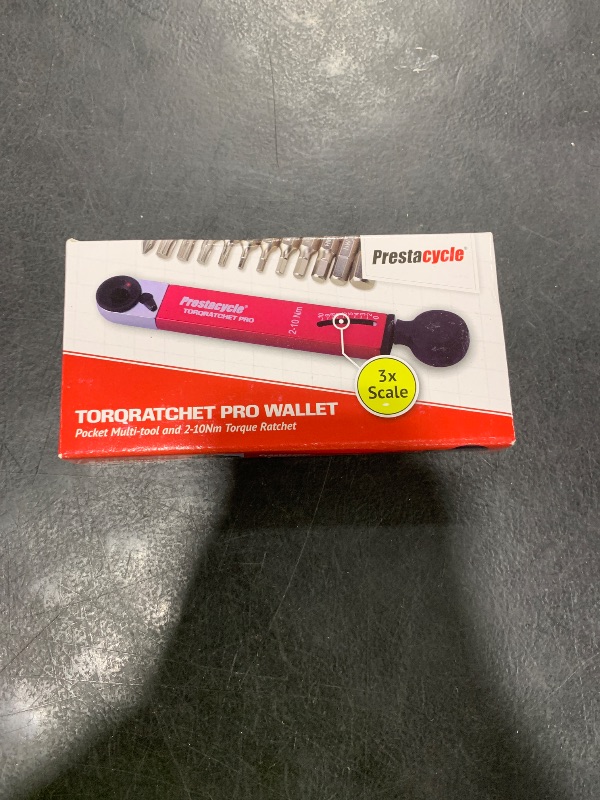 Prestacycle®
Prestacycle®
TORQRATCHET PRO
2-10 Nm
3x
Scale
TORQRATCHET PRO WALLET
Pocket Multi-tool and 2-10Nm Torque Ratchet